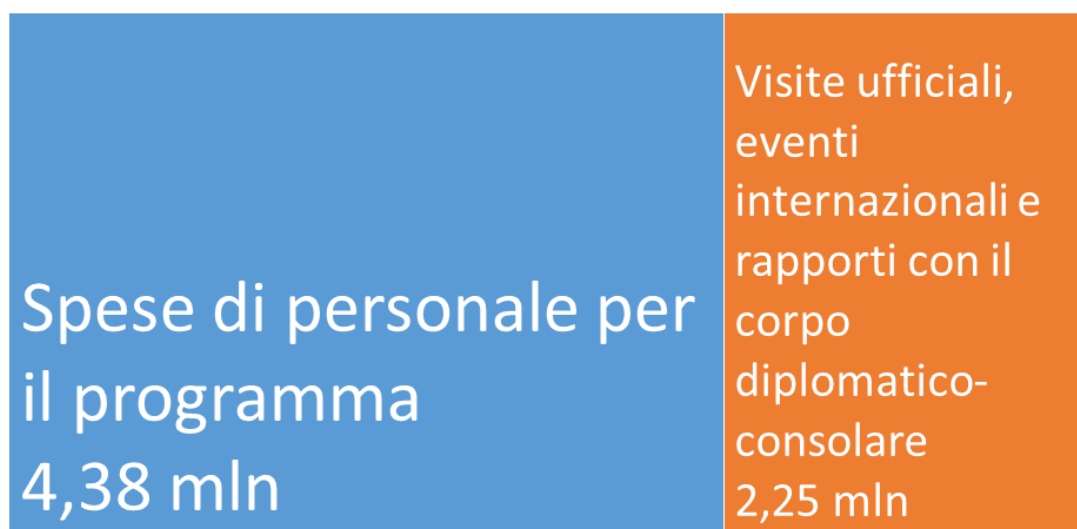 Spese di personale per
il programma
4,38 mln
Visite ufficiali,
eventi
internazionali e
rapporti con il
corpo
diplomatico-
consolare
2,25 mln